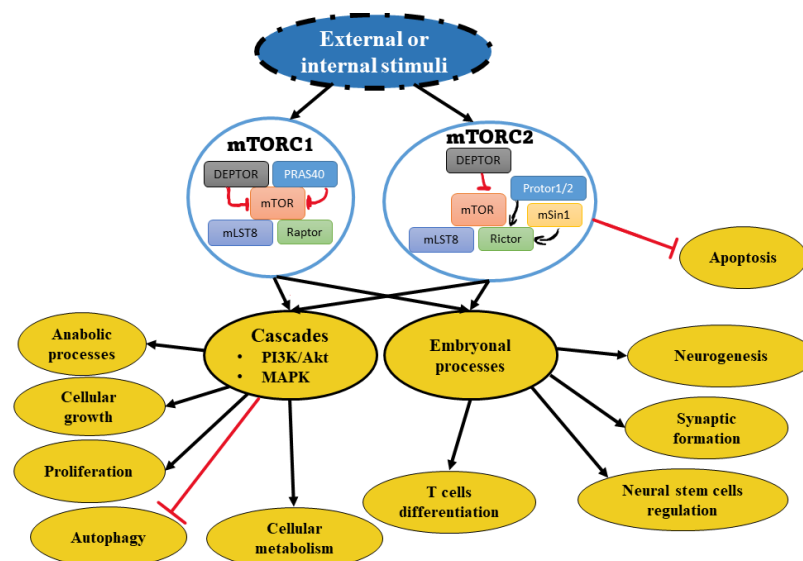 External or
internal stimuli
mTORC1
DEPTOR
PRAS40
mTOR
mLST8
Raptor
mTORC2
DEPTOR
Protor1/2
mTOR
mSin1
mLST8
Rictor
Apoptosis
Cascades
• PI3K/Akt
• MAPK
Embryonal
processes
Anabolic
processes
Cellular
growth
Proliferation
Autophagy
Cellular
metabolism
T cells
differentiation
Neurogenesis
Synaptic
formation
Neural stem cells
regulation